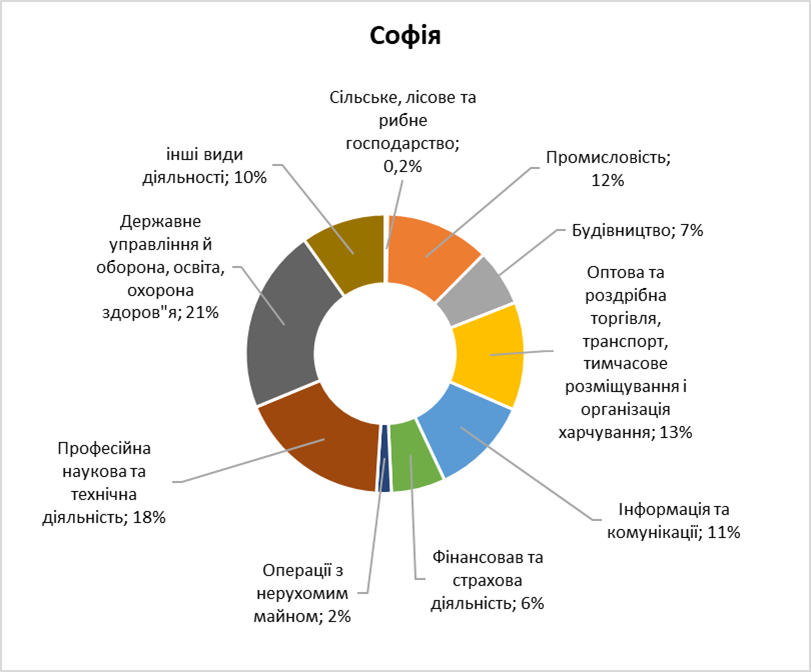 Софія
Сільське, лісове та
рибне
господарство;
0,2%
Промисловість;
12%
Будівництво; 7%
Оптова та
роздрібна
торгівля,
транспорт,
тимчасове
розміщування і
організація
харчування; 13%
Інформація та
комунікації; 11%
Фінансовав та
страхова
діяльність; 6%
Операції з
нерухомим
майном; 2%
Професійна
наукова та
технічна
діяльність; 18%
Державне
управління й
оборона, освіта,
охорона
здоров"я; 21%
інші види
діяльності; 10%